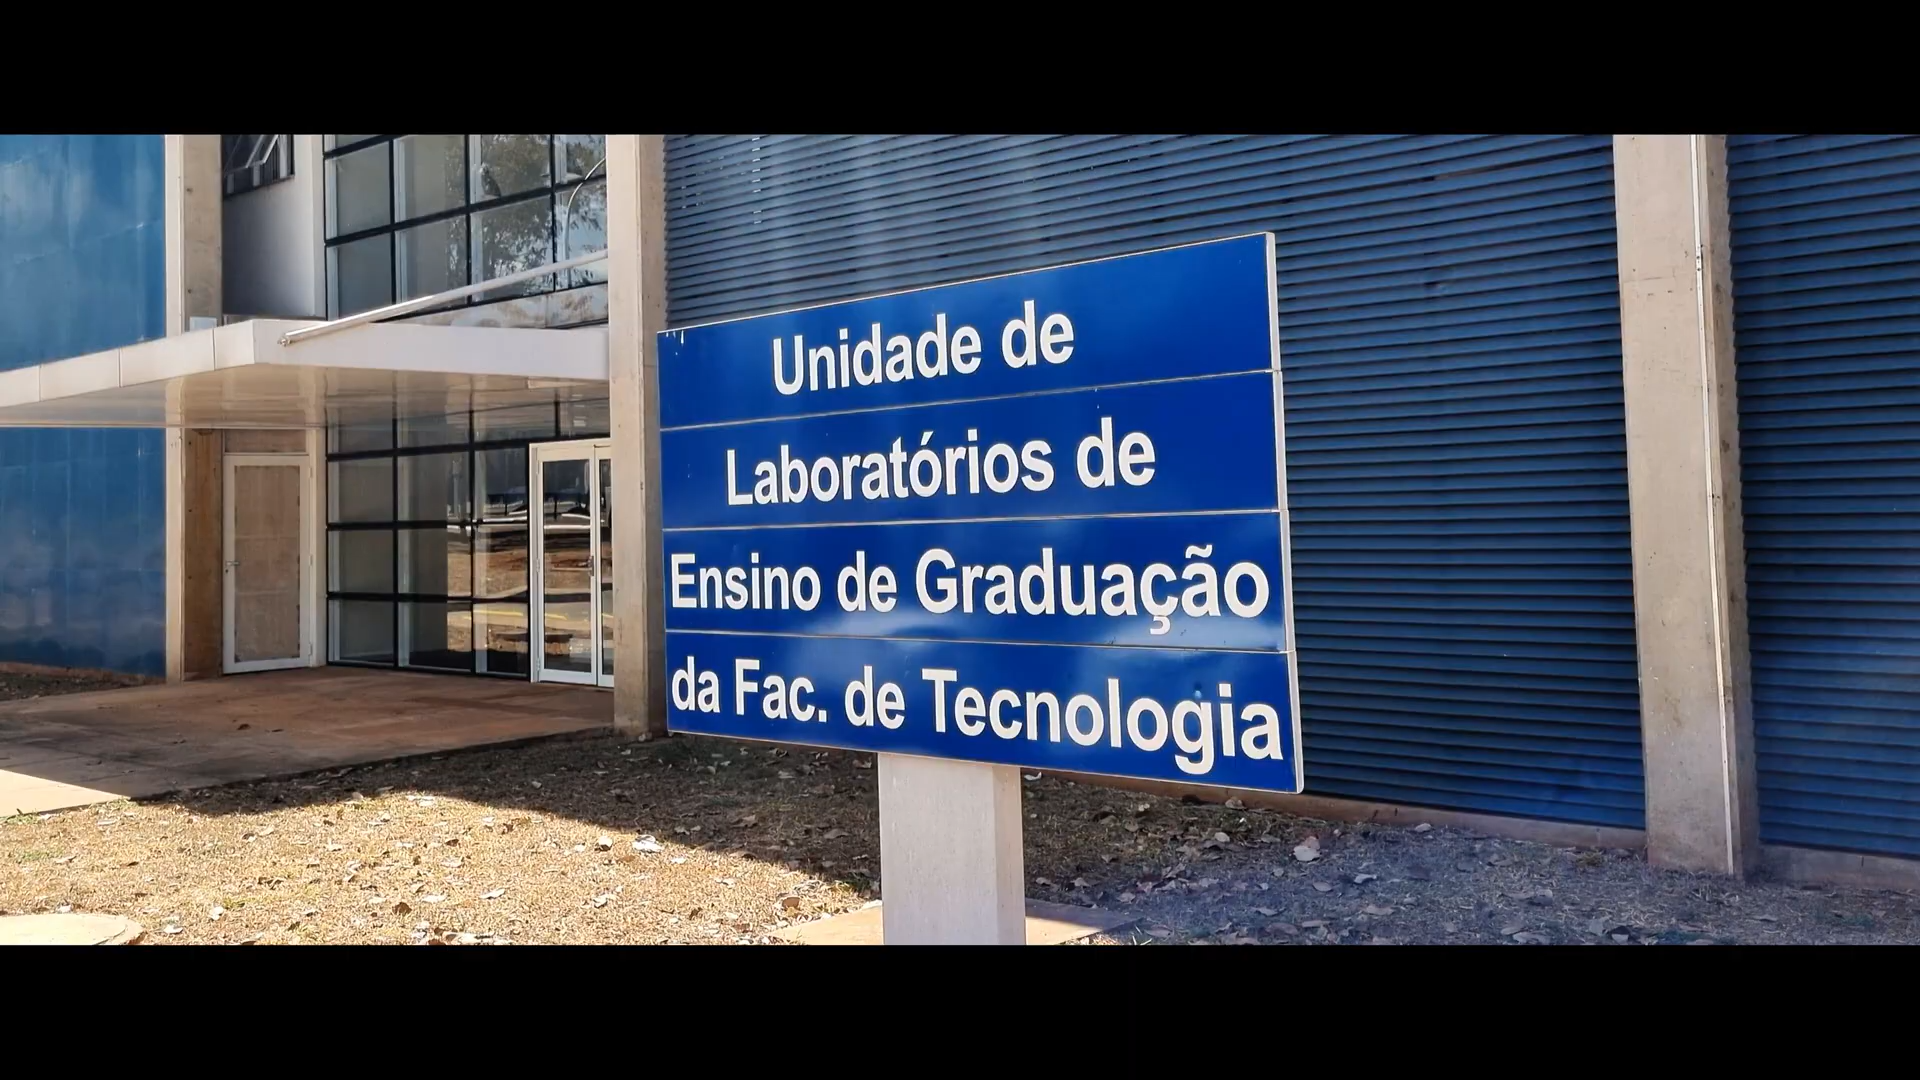 Unidade de
Laboratórios de
Ensino de Graduação
da Fac. de Tecnologia